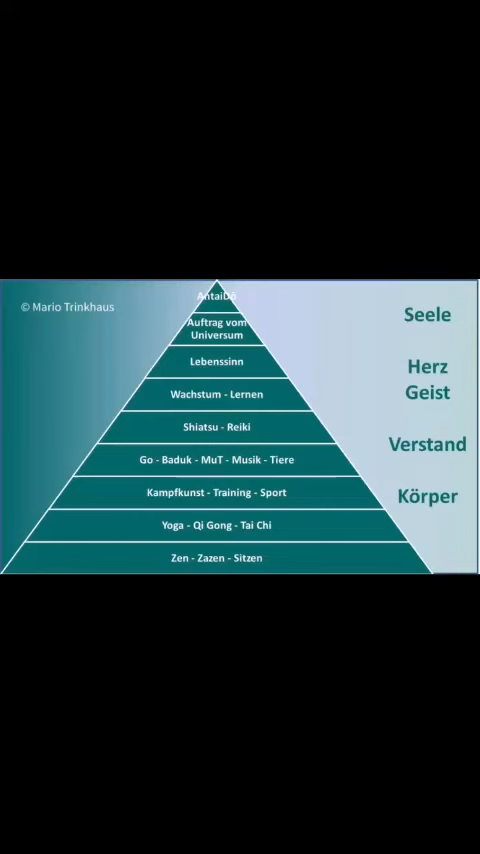 © Mario Trinkhaus
AntaiDō
Auftrag vom
Universum
Lebenssinn
Wachstum - Lernen
Shiatsu - Reiki
Go - Baduk - MuT - Musik - Tiere
Kampfkunst - Training - Sport
Yoga - Qi Gong - Tai Chi
Zen - Zazen - Sitzen
Seele
Herz
Geist
Verstand
Körper